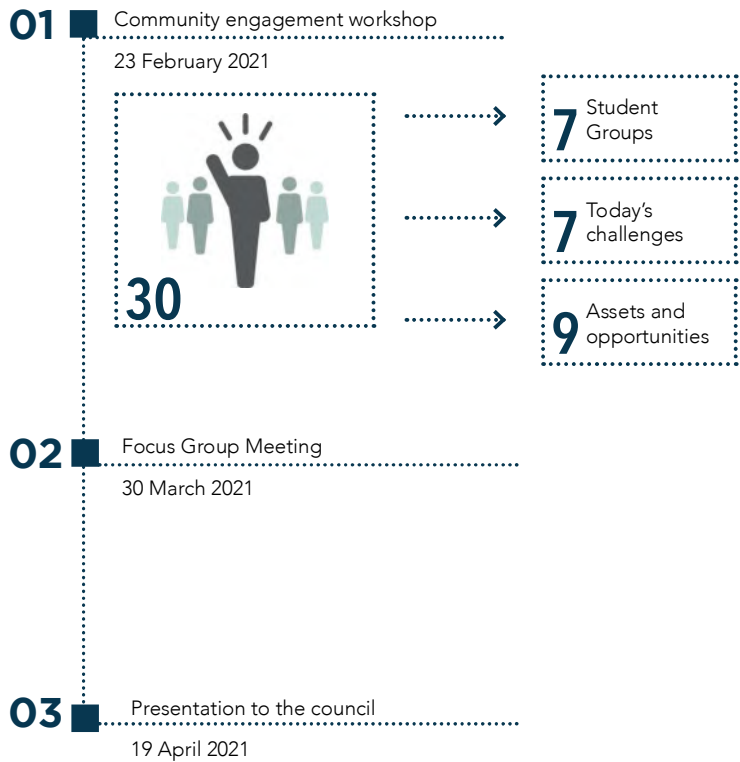 01
Community engagement workshop
23 February 2021
30
7
Student
Groups
7
Today's
challenges
9
Assets and
opportunities
02
Focus Group Meeting
30 March 2021
03
Presentation to the council
19 April 2021